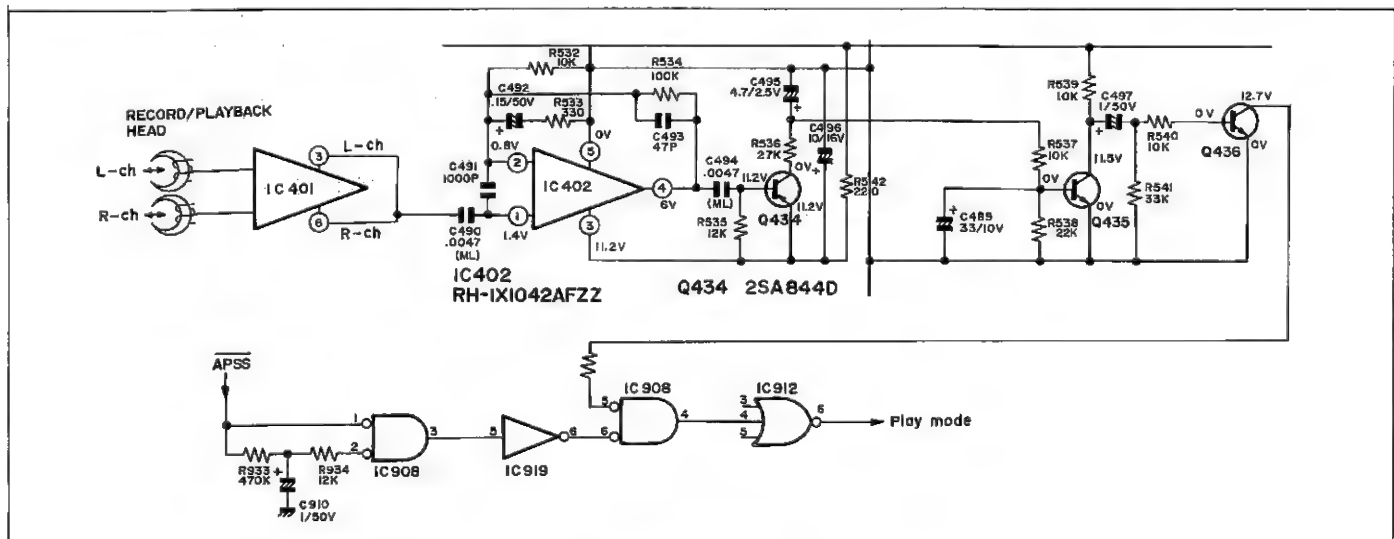 RECORD/PLAYBACK
HEAD
L-ch
R-ch
IC401
3
L-ch
6
R-ch
C490
.0047
(ML)
C491
1000P
R532
10K
C492
.15/50V
R533
330
R534
100K
C493
47P
0.8V
0V
2
5
IC402
4
6V
1
1.4V
3
11.2V
IC402
RH-IX1042AFZZ
C494
.0047
(ML)
R535
12K
C495
4.7/25V
R536
27K
C496
10/16V
0V
11.2V
11.2V
Q434
R542
220
Q434 2SA844D
C485
33/10V
R537
10K
0V
R538
22K
R539
10K
11.5V
0V
Q435
C497
1/50V
R540
10K
R541
33K
0V
12.7V
0V
Q436
APSS
R933
470K
R934
12K
C910
1/50V
1
2
3
IC908
5
6
IC919
IC908
5
6
4
IC912
3
4
5
6
Play mode